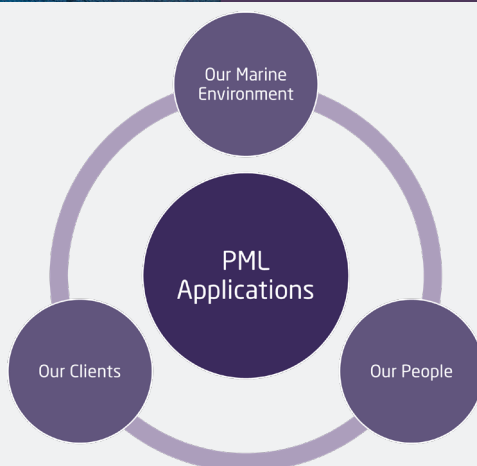 Our Marine
Environment
PML
Applications
Our Clients
Our People